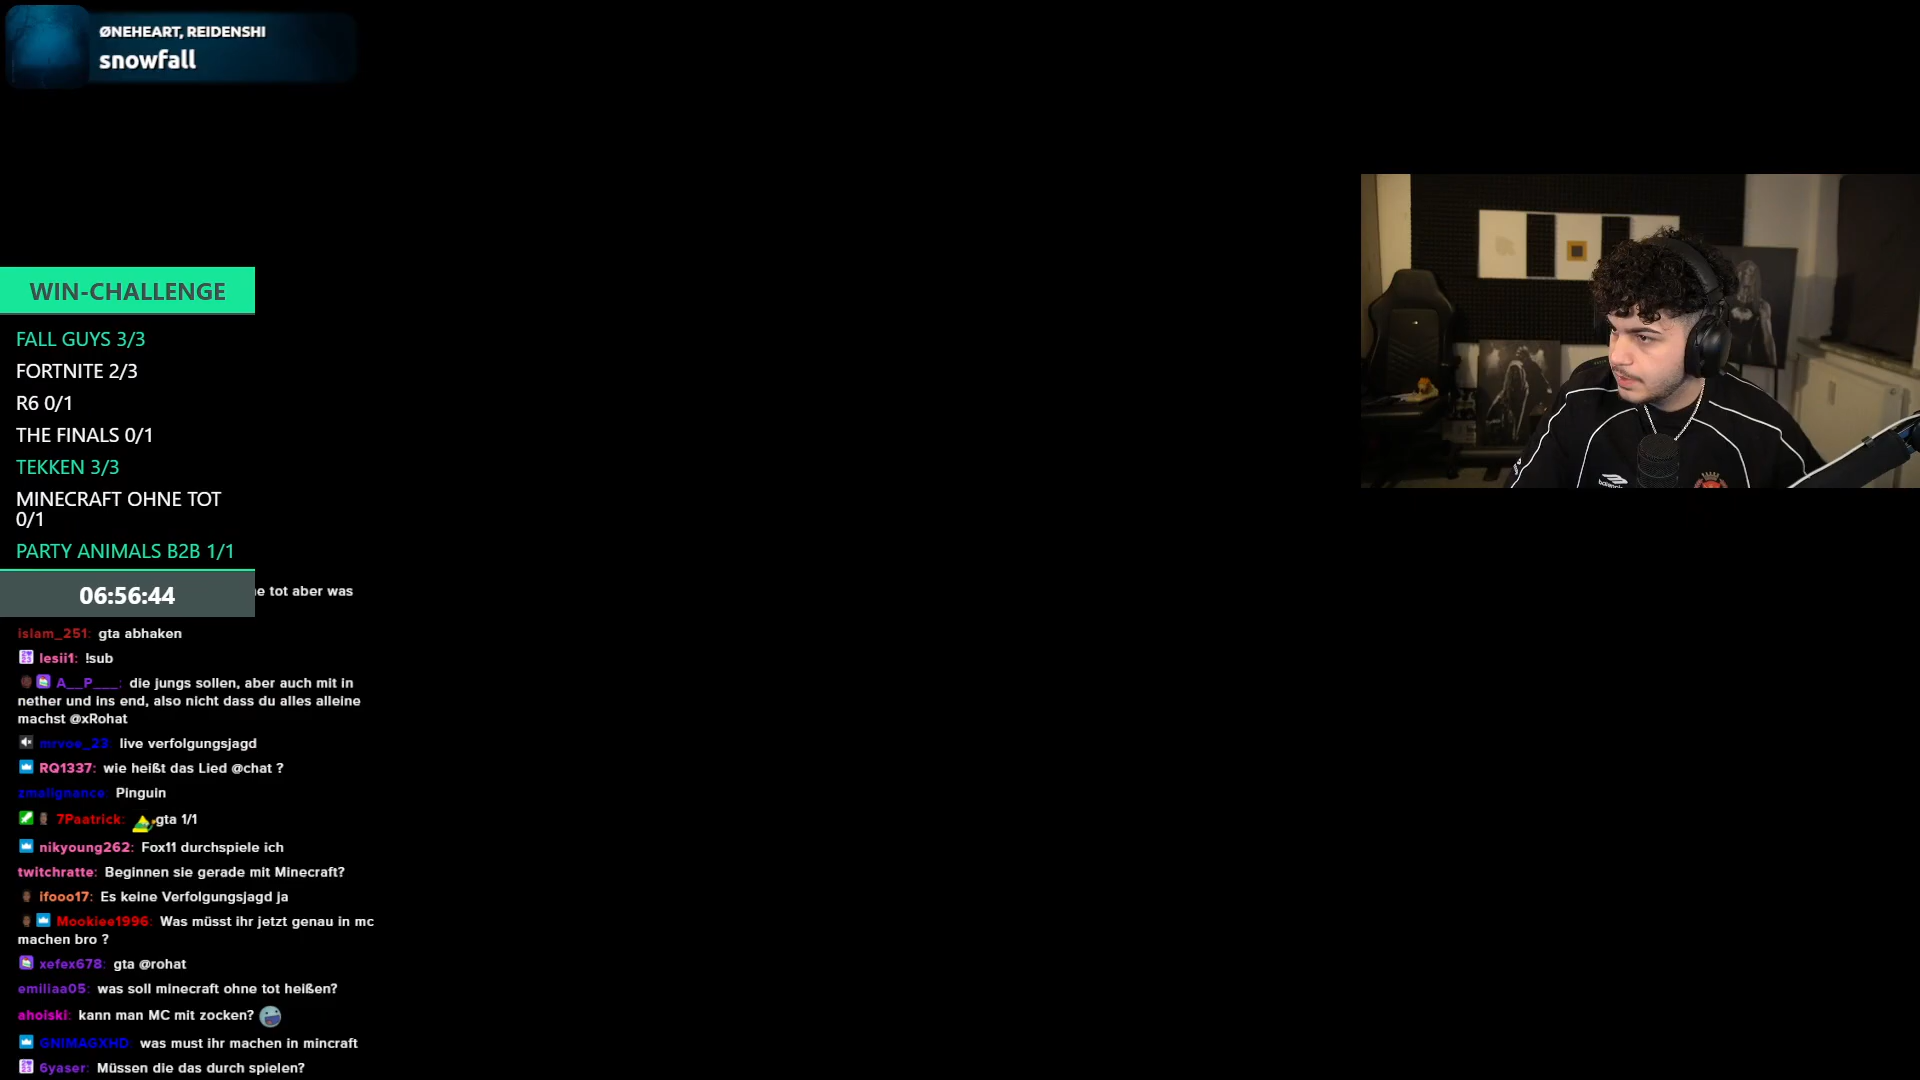 ØNEHEART, REIDENSHI
snowfall
WIN-CHALLENGE
FALL GUYS 3/3
FORTNITE 2/3
R6 0/1
THE FINALS 0/1
TEKKEN 3/3
MINECRAFT OHNE TOT
0/1
PARTY ANIMALS B2B 1/1
06:56:44
e tot aber was
islam_251: gta abhaken
lesii1: !sub
A__P___: die jungs sollen, aber auch mit in
nether und ins end, also nicht dass du alles alleine
machst @xRohat
mrvoe_23: live verfolgungsjagd
RQ1337: wie heißt das Lied @chat ?
zmalignance: Pinguin
7Paatrick: gta 1/1
nikyoung262: Fox11 durchspiele ich
twitchratte: Beginnen sie gerade mit Minecraft?
ifooo17: Es keine Verfolgungsjagd ja
Mookiee1996: Was müsst ihr jetzt genau in mc
machen bro ?
xefex678: gta @rohat
emiliaa05: was soll minecraft ohne tot heißen?
ahoiski: kann man MC mit zocken?
GNIMAGXHD: was must ihr machen in mincraft
6yaser: Müssen die das durch spielen?